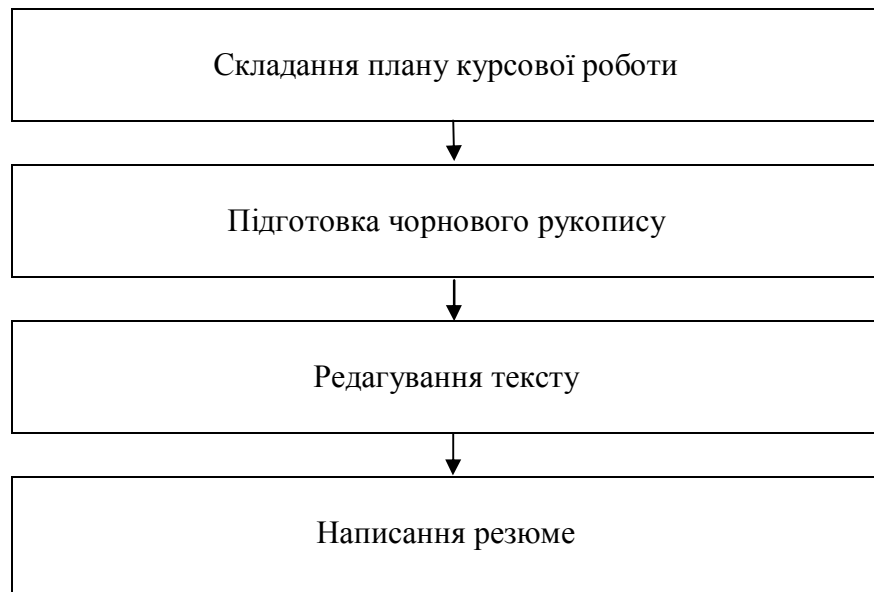 Складання плану курсової роботи
Підготовка чорнового рукопису
Редагування тексту
Написання резюме